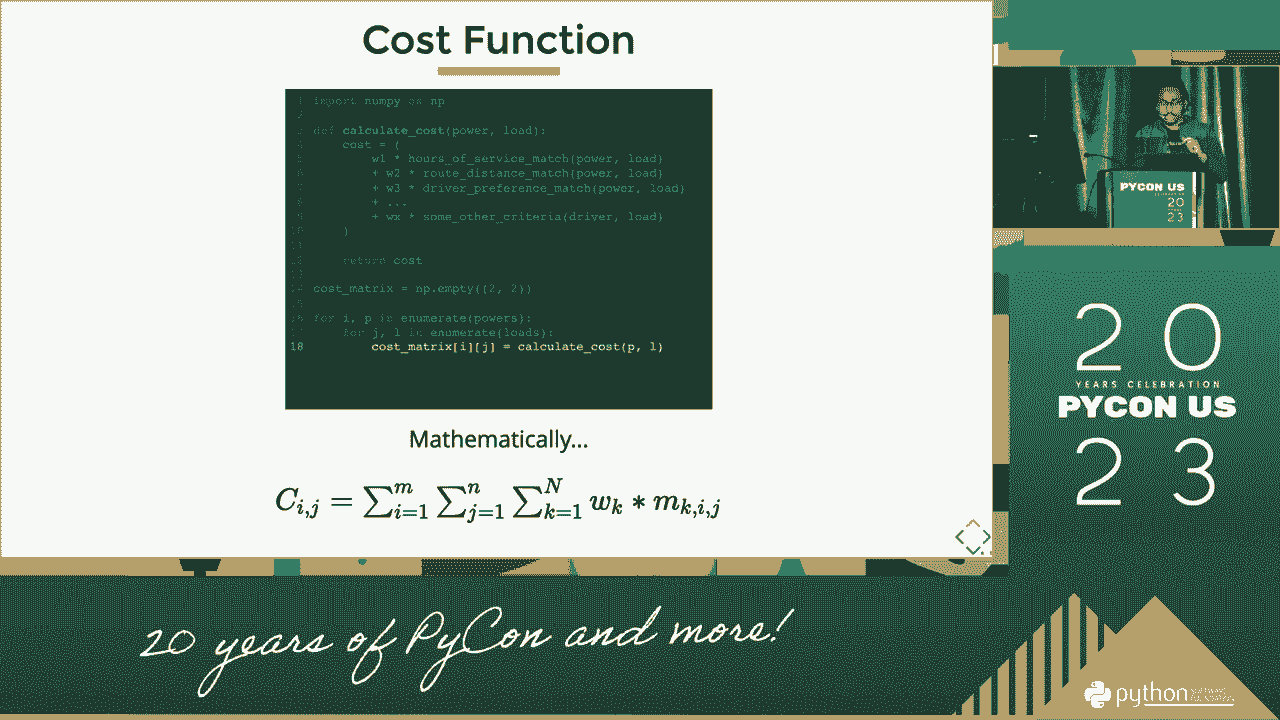 Cost Function
1 import numpy as np
2
3 def calculate_cost(power, load):
4     cost = (
5         w1 * hours_of_service_match(power, load)
6         + w2 * route_distance_match(power, load)
7         + w3 * driver_preference_match(power, load)
8         + ...
9         + wx * some_other_criteria(driver, load)
10     )
11
12     return cost
13
14 cost_matrix = np.empty((2, 2))
15
16 for i, p in enumerate(powers):
17     for j, l in enumerate(loads):
18         cost_matrix[i][j] = calculate_cost(p, l)
Mathematically...
C_{i,j} = ∑_{i=1}^{m} ∑_{j=1}^{n} ∑_{k=1}^{N} w_k * m_{k,i,j}
PYCON US
20
23
20
YEARS CELEBRATION
PYCON US
23
20 years of PyCon and more!
python